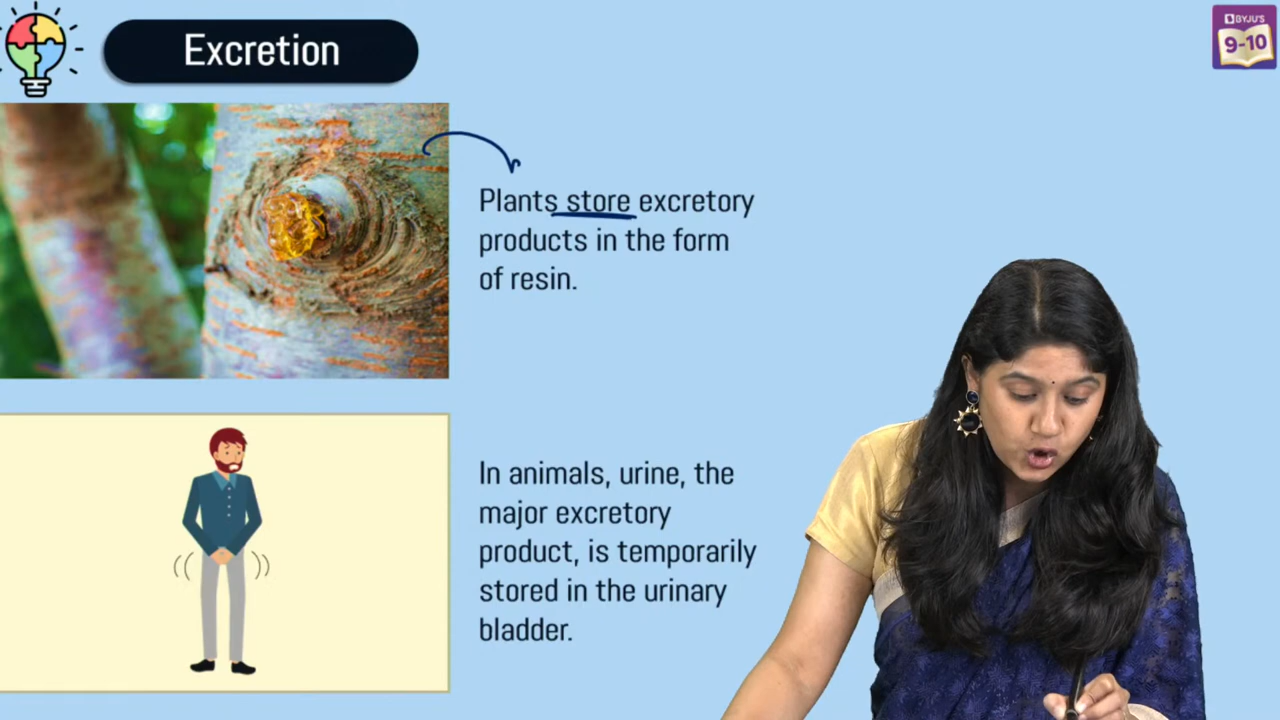 Excretion
BYJU'S
9-10
Plants store excretory
products in the form
of resin.
In animals, urine, the
major excretory
product, is temporarily
stored in the urinary
bladder.